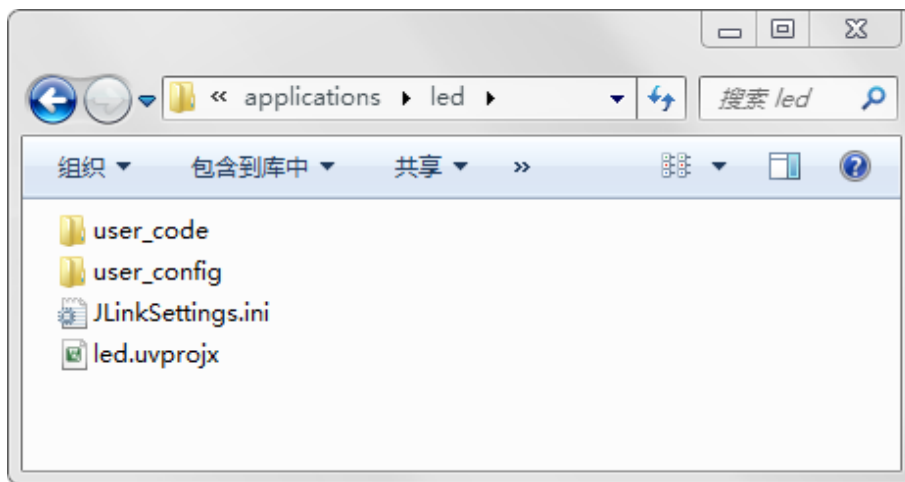 « applications led 搜索 led
组织 包含到库中 共享 »
user_code
user_config
JLinkSettings.ini
led.uvprojx